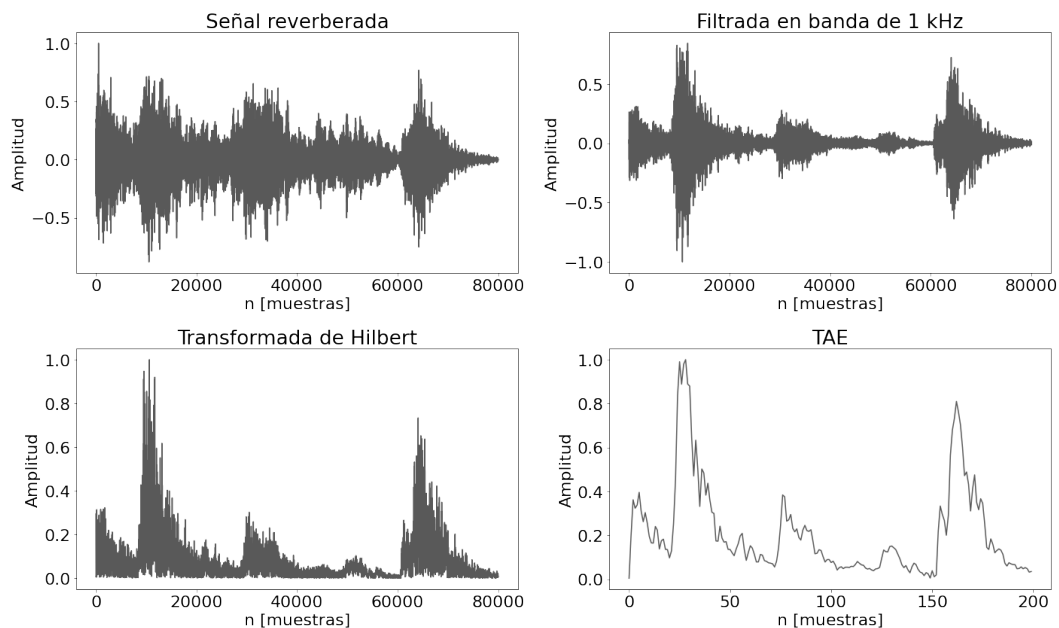 Señal reverberada
1.0
0.5
0.0
−0.5
Amplitud
0 20000 40000 60000 80000
n [muestras]
Filtrada en banda de 1 kHz
0.5
0.0
−0.5
−1.0
Amplitud
0 20000 40000 60000 80000
n [muestras]
Transformada de Hilbert
1.0
0.8
0.6
0.4
0.2
0.0
Amplitud
0 20000 40000 60000 80000
n [muestras]
TAE
1.0
0.8
0.6
0.4
0.2
0.0
Amplitud
0 50 100 150 200
n [muestras]